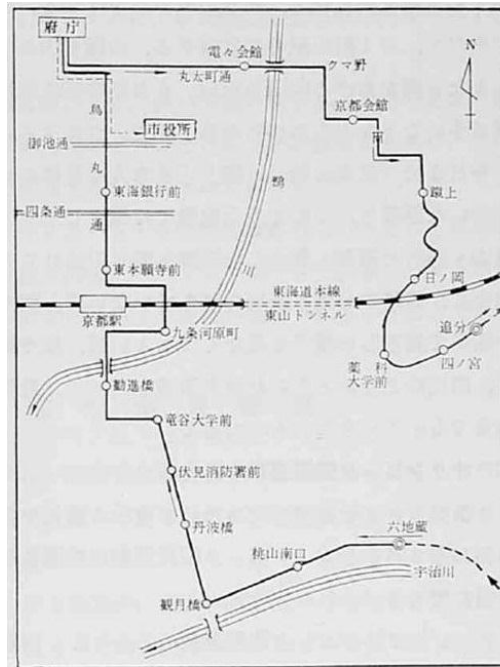 府庁
電々会館
クマ野
丸太町通
京都会館
烏
丸
通
市役所
御池通
鴨
川
東海銀行前
蹴上
四条通
東本願寺前
日ノ岡
東海道本線
京都駅
東山トンネル
追分
九条河原町
薬科
大学前
四ノ宮
勧進橋
竜谷大学前
伏見消防署前
丹波橋
六地蔵
桃山南口
宇治川
観月橋